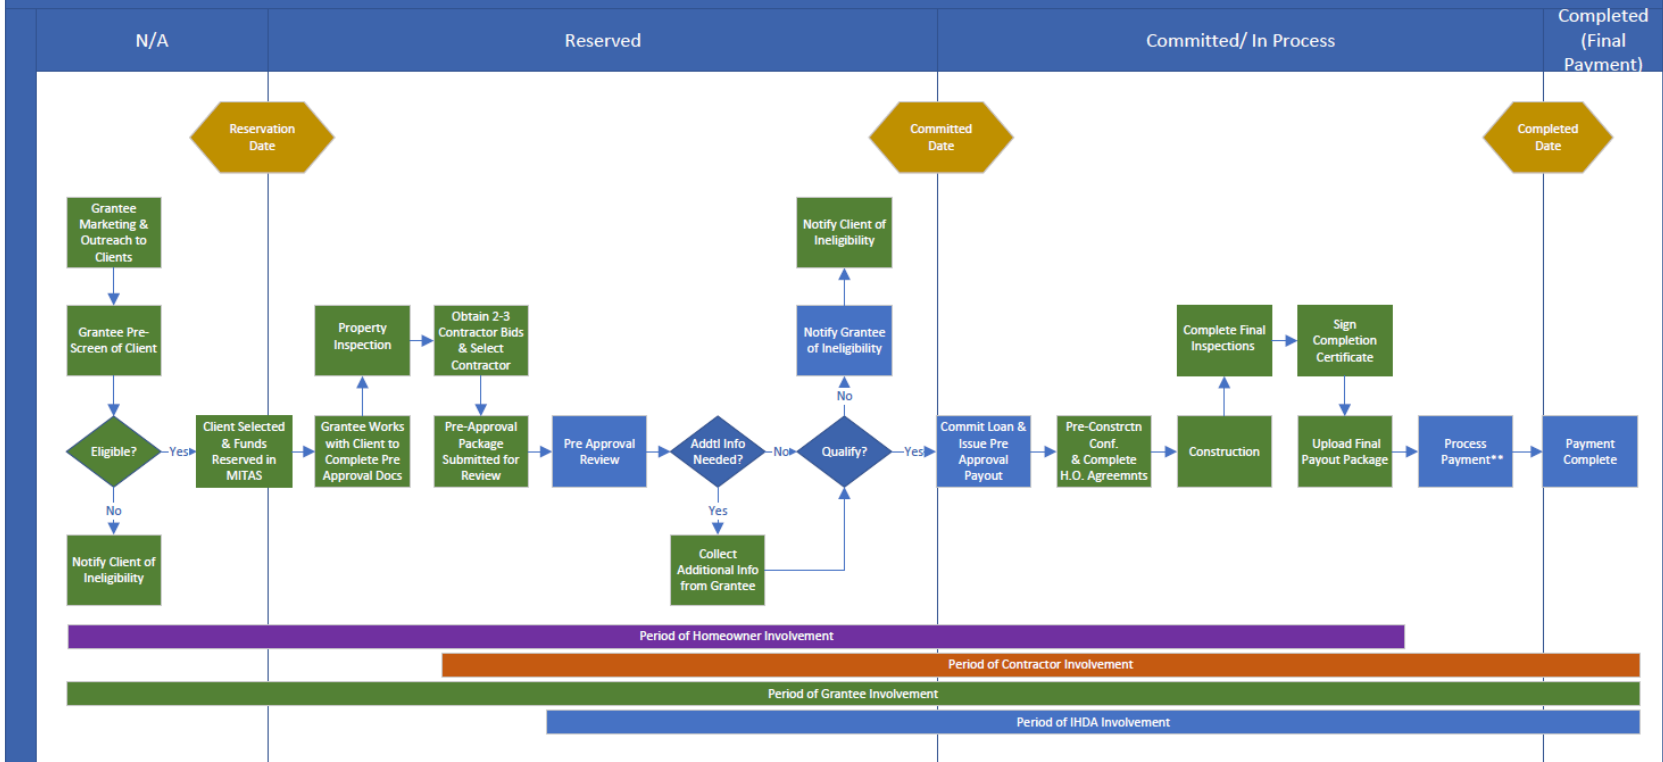 N/A
Reserved
Committed/ In Process
Completed
(Final
Payment)
Reservation
Date
Committed
Date
Completed
Date
Grantee
Marketing &
Outreach to
Clients
Grantee Pre-
Screen of Client
Eligible?
Yes
No
Notify Client of
Ineligibility
Client Selected
& Funds
Reserved in
MITAS
Grantee Works
with Client to
Complete Pre
Approval Docs
Property
Inspection
Obtain 2-3
Contractor Bids
& Select
Contractor
Pre-Approval
Package
Submitted for
Review
Pre Approval
Review
Addtl Info
Needed?
No
Yes
Collect
Additional Info
from Grantee
Qualify?
No
Notify Grantee
of Ineligibility
Notify Client of
Ineligibility
Yes
Commit Loan &
Issue Pre
Approval
Payout
Pre-Constrctn
Conf.
& Complete
H.O. Agreemnts
Construction
Complete Final
Inspections
Sign
Completion
Certificate
Upload Final
Payout Package
Process
Payment**
Payment
Complete
Period of Homeowner Involvement
Period of Contractor Involvement
Period of Grantee Involvement
Period of IHDA Involvement